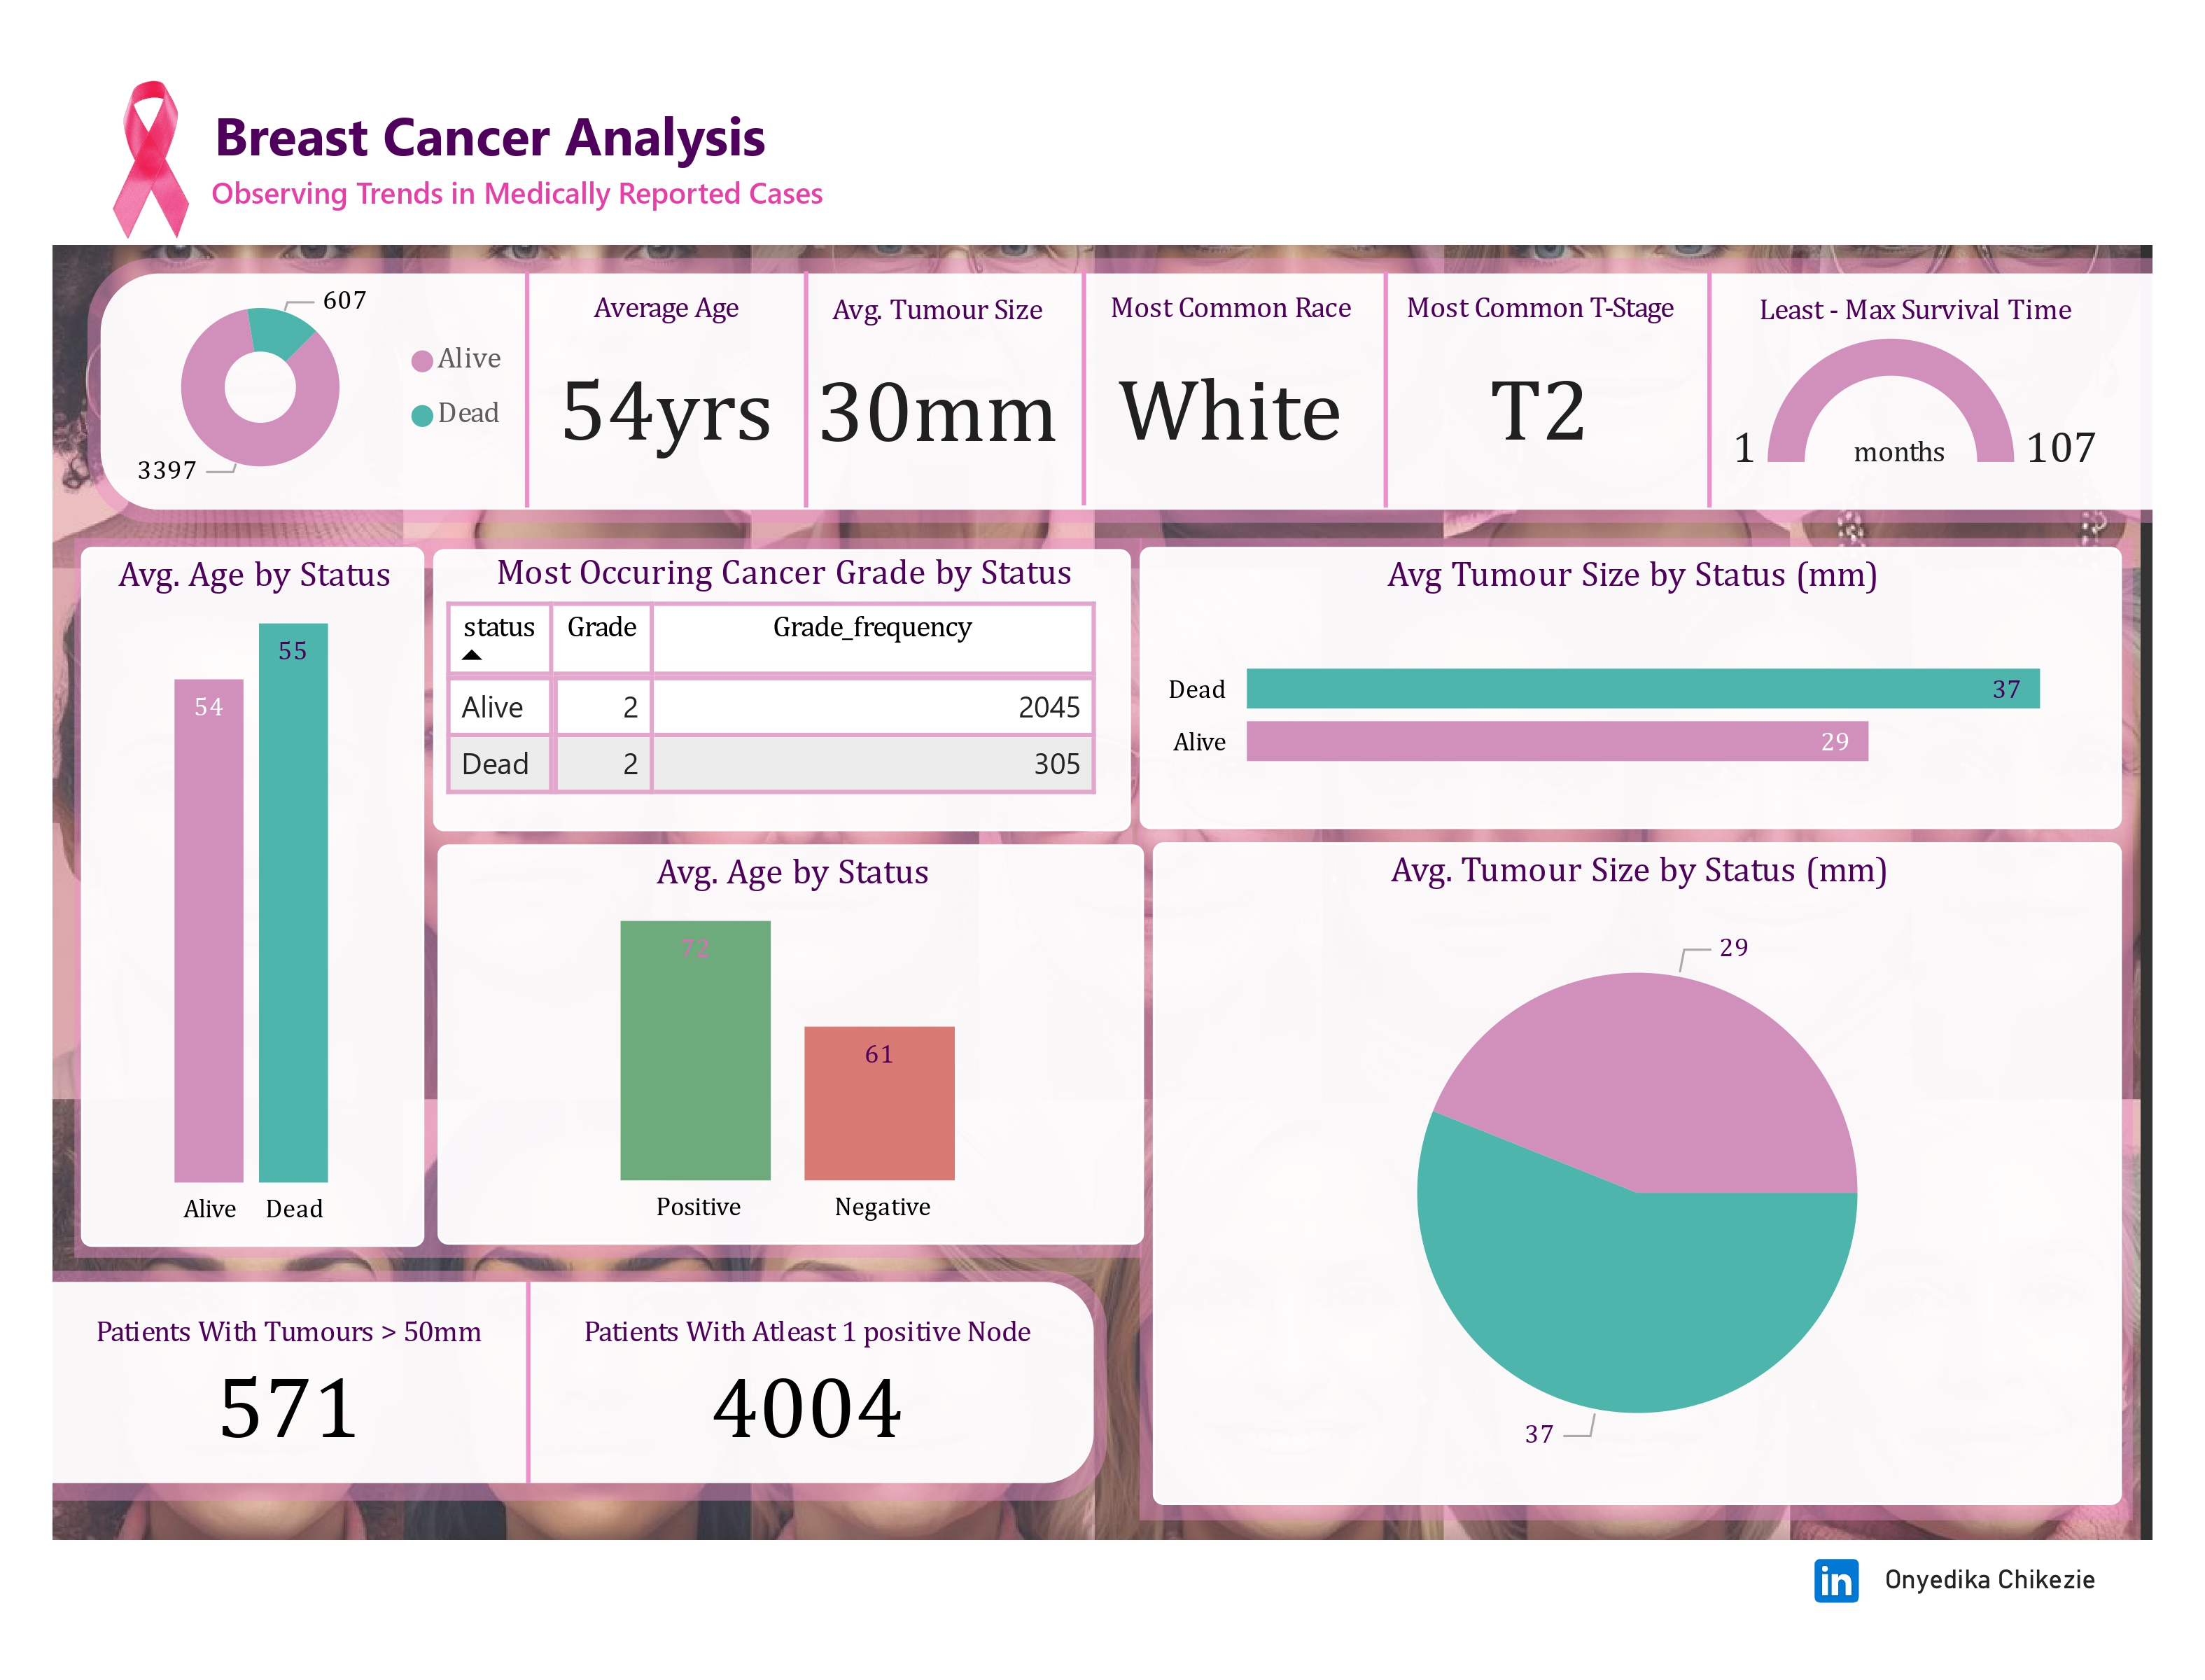 Breast Cancer Analysis
Observing Trends in Medically Reported Cases
607
3397
Alive
Dead
Average Age
54yrs
Avg. Tumour Size
30mm
Most Common Race
White
Most Common T-Stage
T2
Least - Max Survival Time
1
months
107
Avg. Age by Status
54
55
Alive
Dead
Most Occuring Cancer Grade by Status
status Grade Grade_frequency
Alive 2 2045
Dead 2 305
Avg Tumour Size by Status (mm)
Dead 37
Alive 29
Avg. Age by Status
72
61
Positive
Negative
Avg. Tumour Size by Status (mm)
29
37
Patients With Tumours > 50mm
571
Patients With Atleast 1 positive Node
4004
in
Onyedika Chikezie